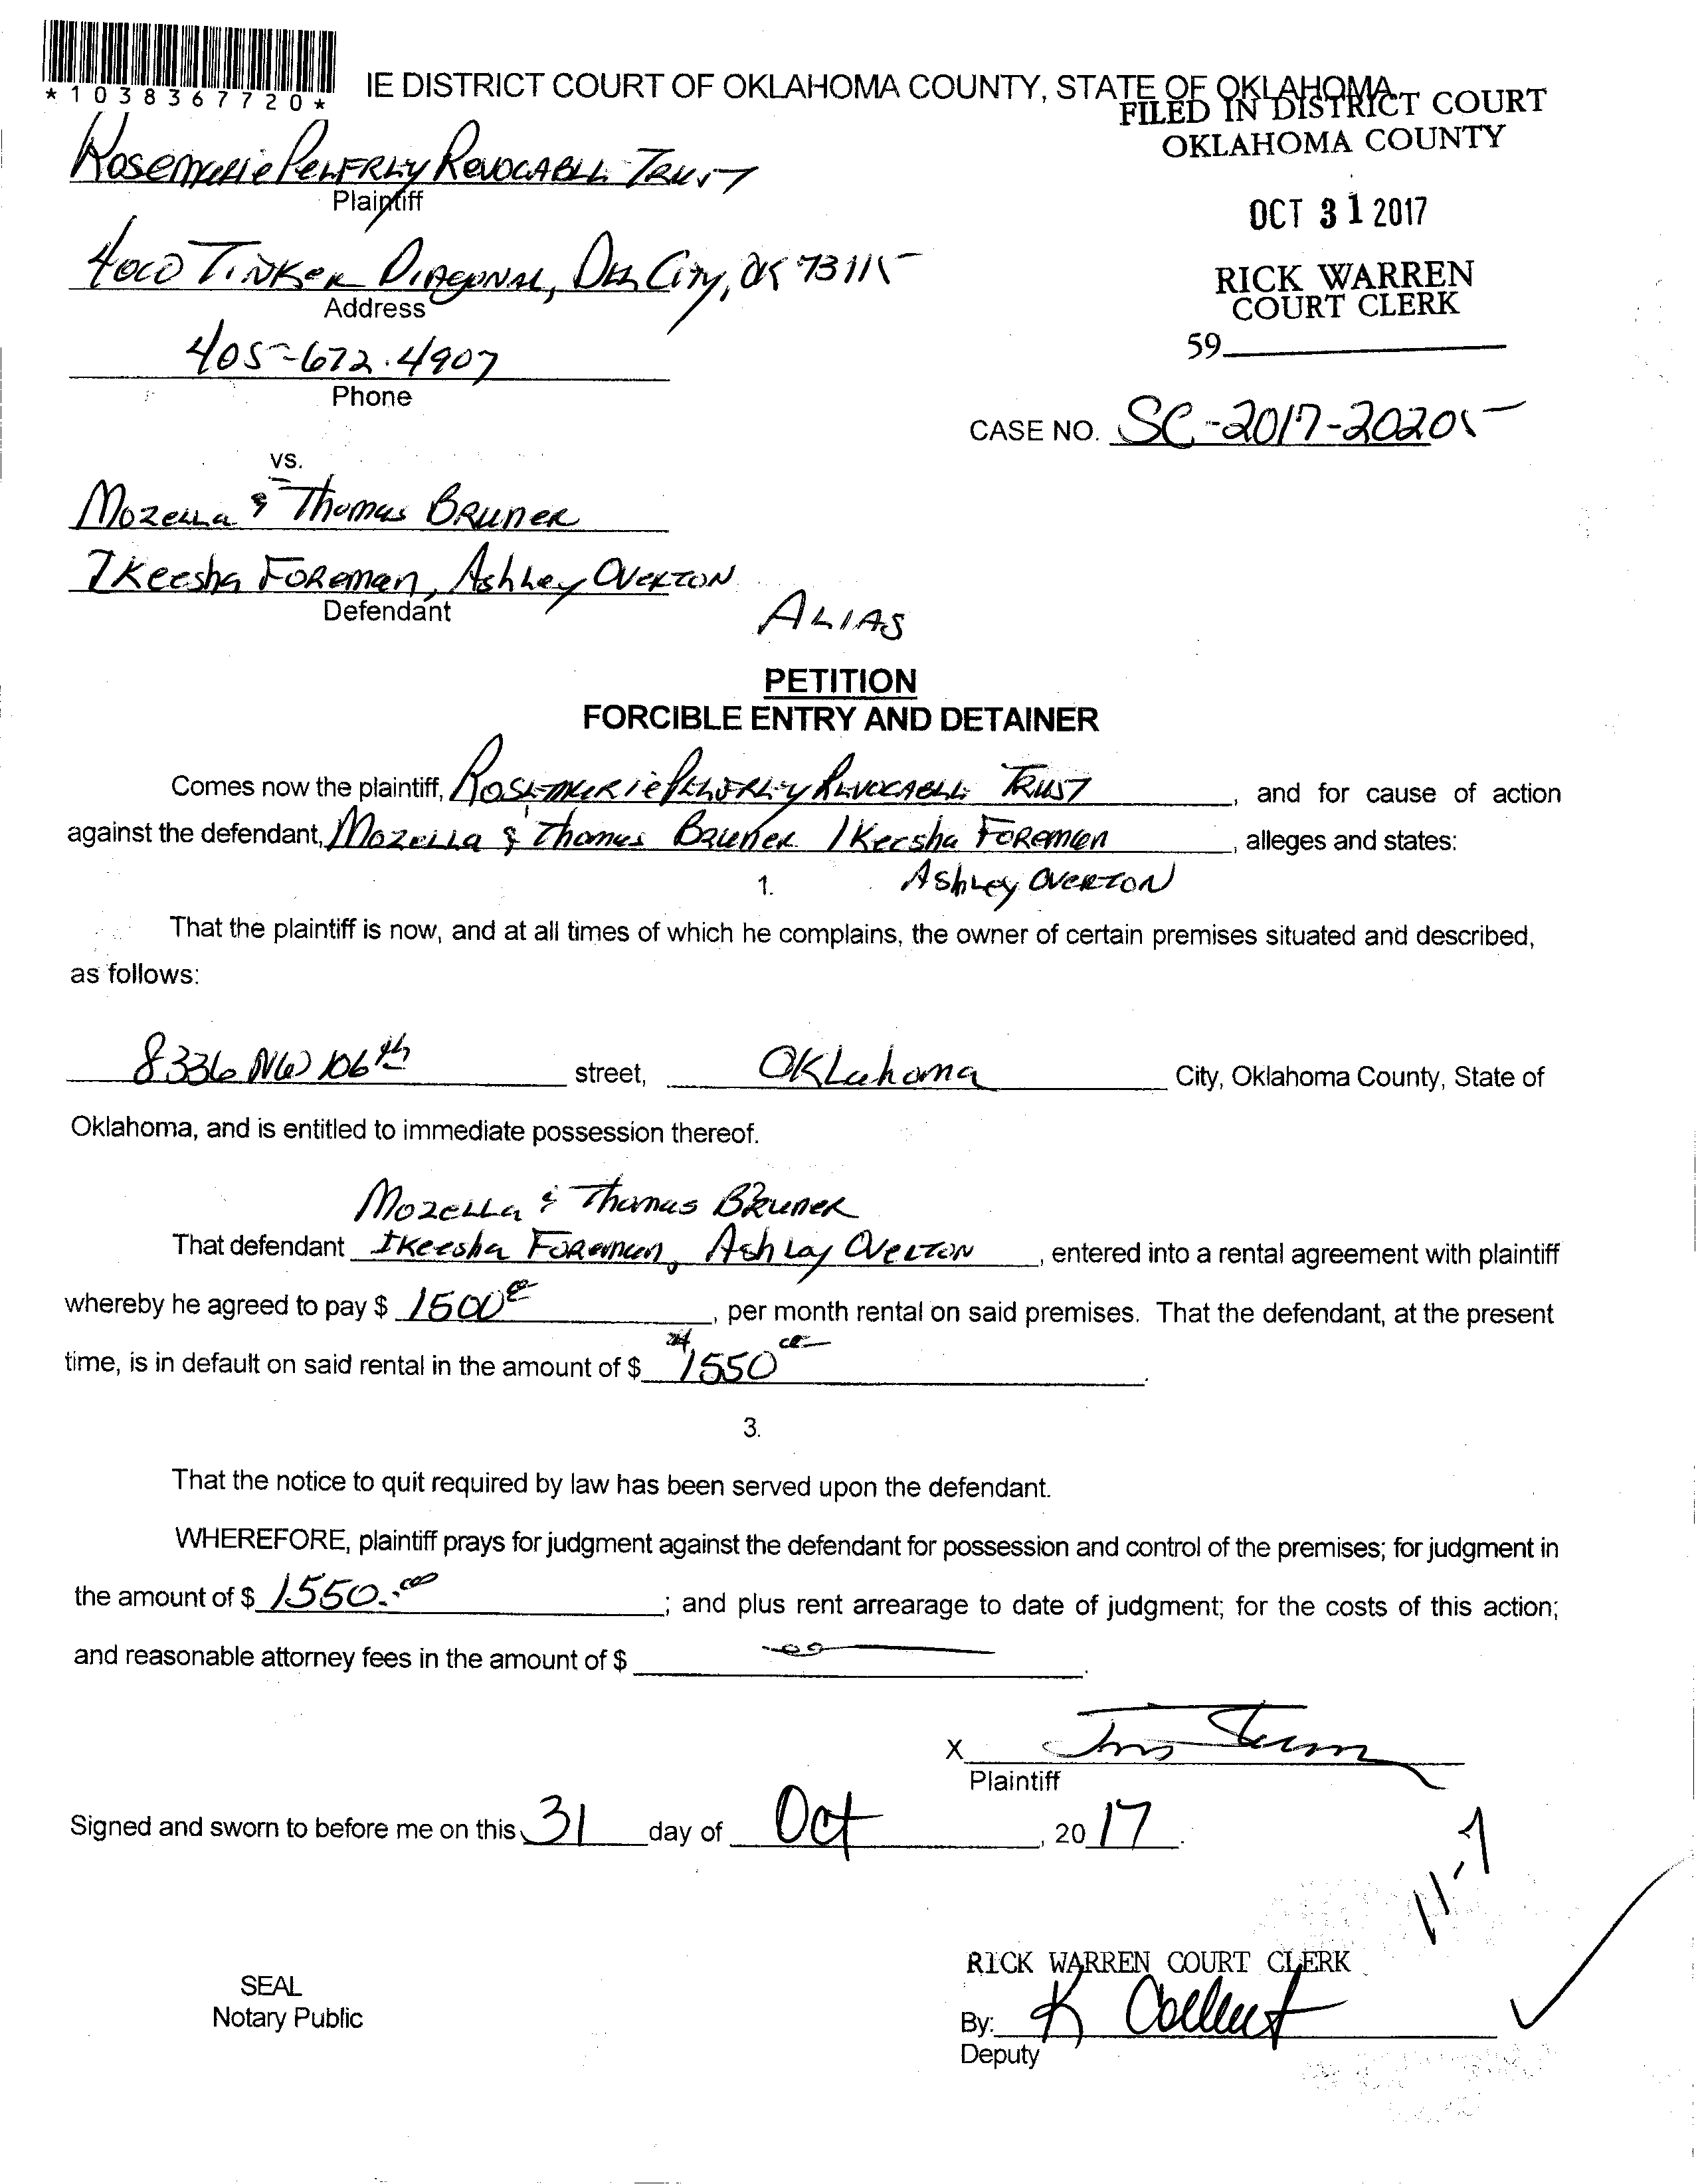 *1038367720*
IE DISTRICT COURT OF OKLAHOMA COUNTY, STATE OF OKLAHOMA
FILED IN DISTRICT COURT
OKLAHOMA COUNTY
OCT 31 2017
RICK WARREN
COURT CLERK
59
Rosemarie Pelfrey Revocable Trust
Plaintiff
4000 Tinker Diagonal, Del City, OK 73115
Address
405-672.4907
Phone
CASE NO. SC-2017-20205
vs.
Mozella & Thomas Bruner
IKeesha Foreman, Ashley Overton
Defendant
ALIAS
PETITION
FORCIBLE ENTRY AND DETAINER
Comes now the plaintiff, Rosemarie Pelfrey Revocable Trust, and for cause of action
against the defendant, Mozella & Thomas Bruner IKeesha Foreman, alleges and states:
1. Ashley Overton
That the plaintiff is now, and at all times of which he complains, the owner of certain premises situated and described,
as follows:
8336 NW 106th street, Oklahoma City, Oklahoma County, State of
Oklahoma, and is entitled to immediate possession thereof.
Mozella & Thomas Bruner
That defendant IKeesha Foreman, Ashley Overton, entered into a rental agreement with plaintiff
whereby he agreed to pay $ 1500, per month rental on said premises. That the defendant, at the present
time, is in default on said rental in the amount of $ 1550.
3.
That the notice to quit required by law has been served upon the defendant.
WHEREFORE, plaintiff prays for judgment against the defendant for possession and control of the premises; for judgment in
the amount of $ 1550.00; and plus rent arrearage to date of judgment; for the costs of this action;
and reasonable attorney fees in the amount of $
X
Plaintiff
Signed and sworn to before me on this 31 day of Oct, 2017.
11-7
RICK WARREN COURT CLERK
SEAL
Notary Public
By: K
Deputy